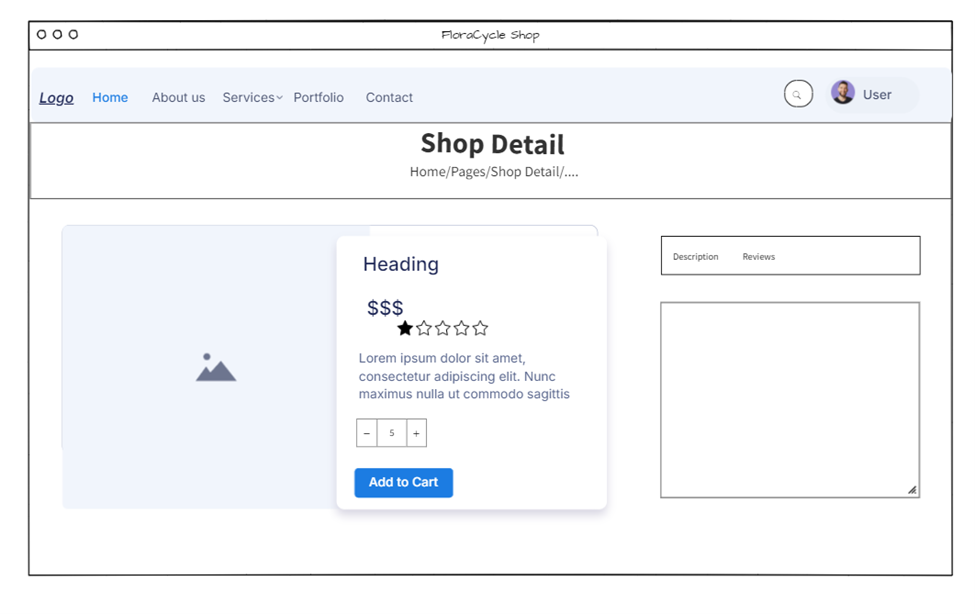 FloraCycle Shop
Logo Home About us Services Portfolio Contact User
Shop Detail
Home/Pages/Shop Detail/....
Heading
$$$
Lorem ipsum dolor sit amet,
consectetur adipiscing elit. Nunc
maximus nulla ut commodo sagittis
− 5 +
Add to Cart
Description Reviews